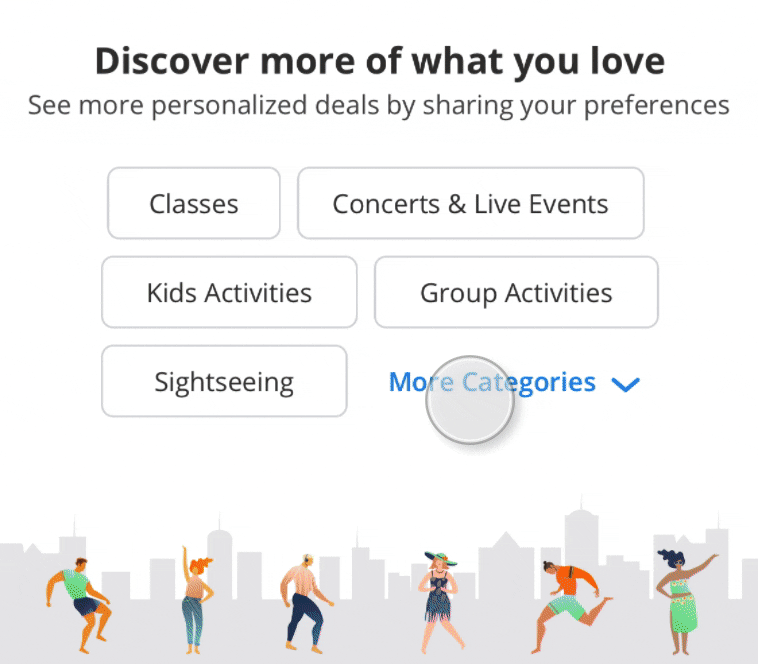 Discover more of what you love
See more personalized deals by sharing your preferences
Classes
Concerts & Live Events
Kids Activities
Group Activities
Sightseeing
More Categories